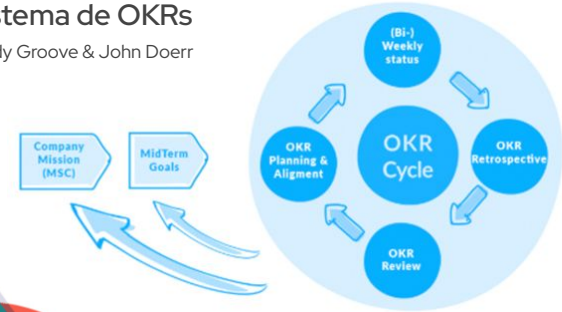 stema de OKRs
y Groove & John Doerr
(Bi-)
Weekly
status
Company
Mission
(MSC)
MidTerm
Goals
OKR
Planning &
Aligment
OKR
Cycle
OKR
Retrospective
OKR
Review